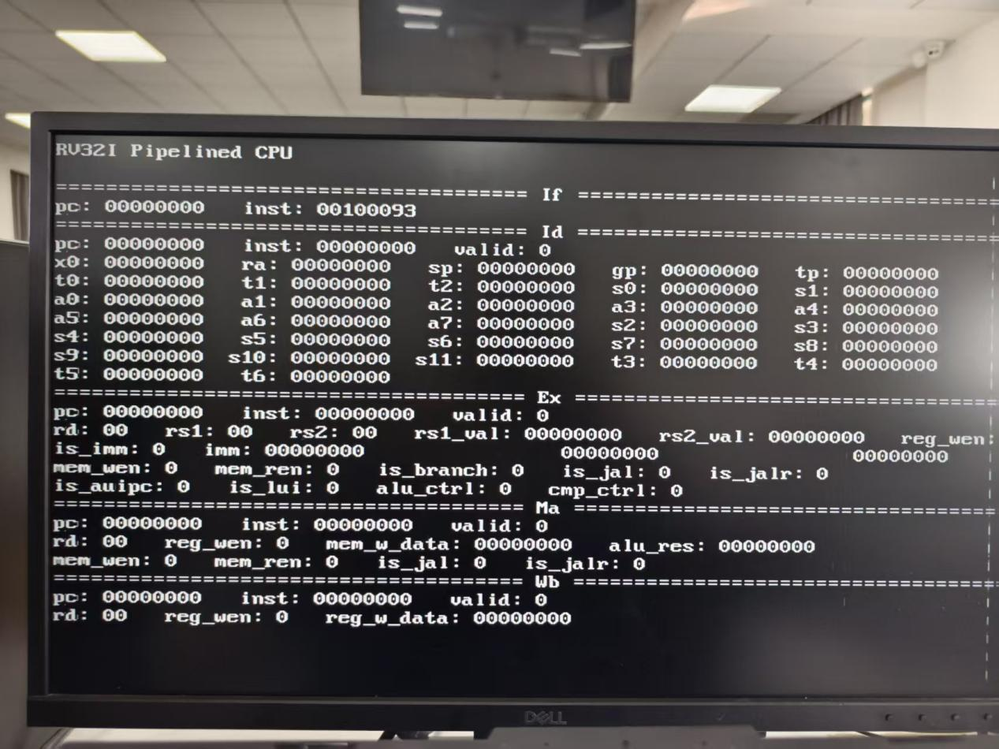 RV32I Pipelined CPU
===================================== If =================================
pc: 00000000 inst: 00100093
===================================== Id =================================
pc: 00000000 inst: 00000000 valid: 0
x0: 00000000 ra: 00000000 sp: 00000000 gp: 00000000 tp: 00000000
t0: 00000000 t1: 00000000 t2: 00000000 s0: 00000000 s1: 00000000
a0: 00000000 a1: 00000000 a2: 00000000 a3: 00000000 a4: 00000000
a5: 00000000 a6: 00000000 a7: 00000000 s2: 00000000 s3: 00000000
s4: 00000000 s5: 00000000 s6: 00000000 s7: 00000000 s8: 00000000
s9: 00000000 s10: 00000000 s11: 00000000 t3: 00000000 t4: 00000000
t5: 00000000 t6: 00000000
===================================== Ex =================================
pc: 00000000 inst: 00000000 valid: 0
rd: 00 rs1: 00 rs2: 00 rs1_val: 00000000 rs2_val: 00000000 reg_wen:
is_imm: 0 imm: 00000000 00000000 00000000
mem_wen: 0 mem_ren: 0 is_branch: 0 is_jal: 0 is_jalr: 0
is_auipc: 0 is_lui: 0 alu_ctrl: 0 cmp_ctrl: 0
===================================== Ma =================================
pc: 00000000 inst: 00000000 valid: 0
rd: 00 reg_wen: 0 mem_w_data: 00000000 alu_res: 00000000
mem_wen: 0 mem_ren: 0 is_jal: 0 is_jalr: 0
===================================== Wb =================================
pc: 00000000 inst: 00000000 valid: 0
rd: 00 reg_wen: 0 reg_w_data: 00000000
DELL